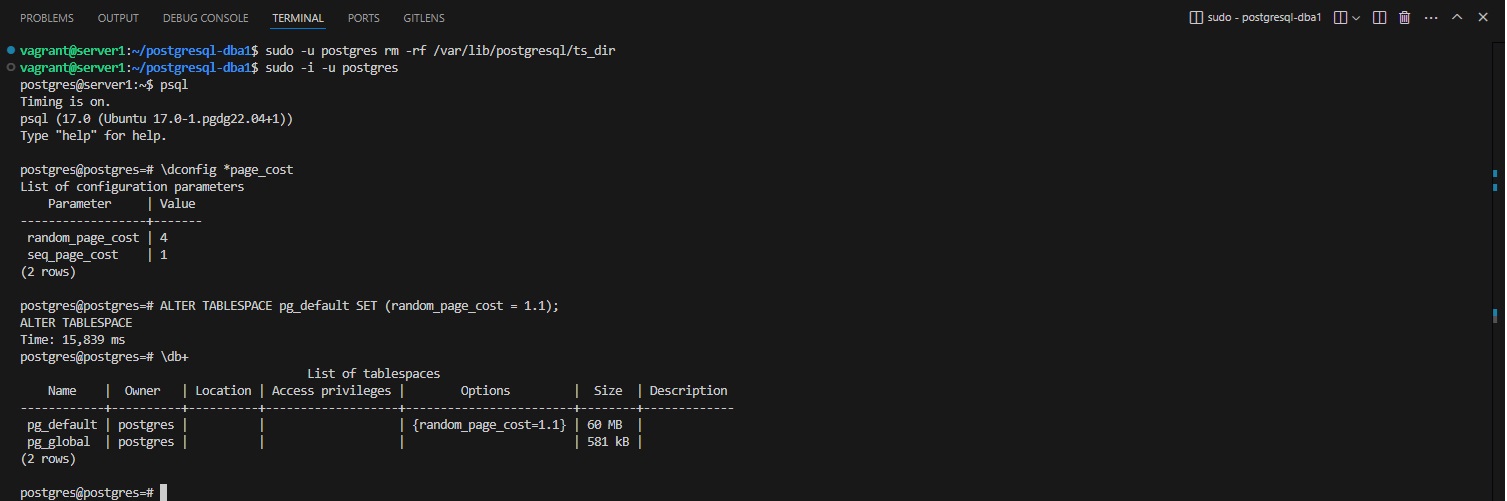 PROBLEMS OUTPUT DEBUG CONSOLE TERMINAL PORTS GITLENS sudo - postgresql-dba1
vagrant@server1:~/postgresql-dba1$ sudo -u postgres rm -rf /var/lib/postgresql/ts_dir
vagrant@server1:~/postgresql-dba1$ sudo -i -u postgres
postgres@server1:~$ psql
Timing is on.
psql (17.0 (Ubuntu 17.0-1.pgdg22.04+1))
Type "help" for help.

postgres@postgres=# \dconfig *page_cost
List of configuration parameters
    Parameter     | Value
------------------+-------
 random_page_cost | 4
 seq_page_cost    | 1
(2 rows)

postgres@postgres=# ALTER TABLESPACE pg_default SET (random_page_cost = 1.1);
ALTER TABLESPACE
Time: 15,839 ms
postgres@postgres=# \db+
                                      List of tablespaces
    Name    |  Owner   | Location | Access privileges |        Options         |  Size  | Description
------------+----------+----------+-------------------+------------------------+--------+-------------
 pg_default | postgres |          |                   | {random_page_cost=1.1} | 60 MB  |
 pg_global  | postgres |          |                   |                        | 581 kB |
(2 rows)

postgres@postgres=#